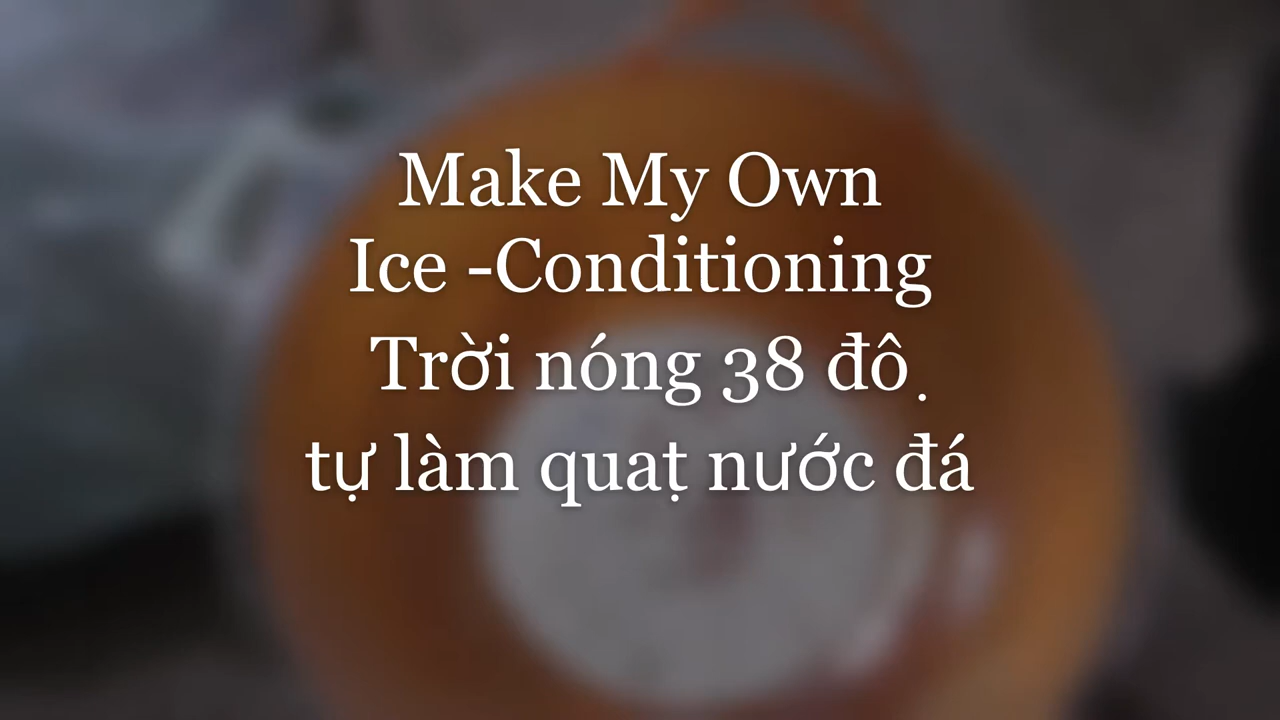 Make My Own
Ice -Conditioning
Trời nóng 38 độ
tự làm quạt nước đá